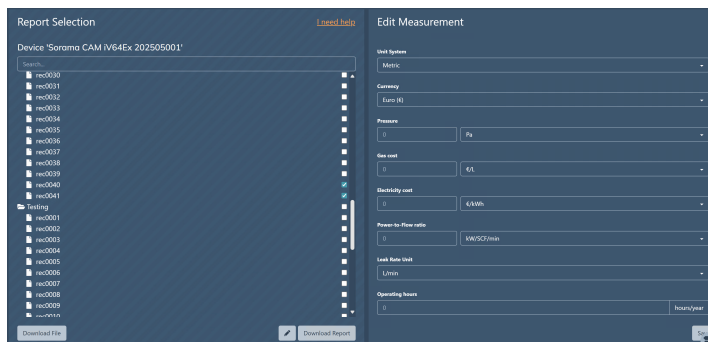 Report Selection
I need help
Device 'Sorama CAM iV64Ex 202505001'
Search...
rec0030
rec0031
rec0032
rec0033
rec0034
rec0035
rec0036
rec0037
rec0038
rec0039
rec0040
rec0041
Testing
rec0001
rec0002
rec0003
rec0004
rec0005
rec0006
rec0007
rec0008
rec0009
rec0010
Download File
Download Report
Edit Measurement
Unit System
Metric
Currency
Euro (€)
Pressure
0
Pa
Gas cost
0
€/L
Electricity cost
0
€/kWh
Power-to-Flow ratio
0
kW/SCF/min
Leak Rate Unit
L/min
Operating hours
0
hours/year